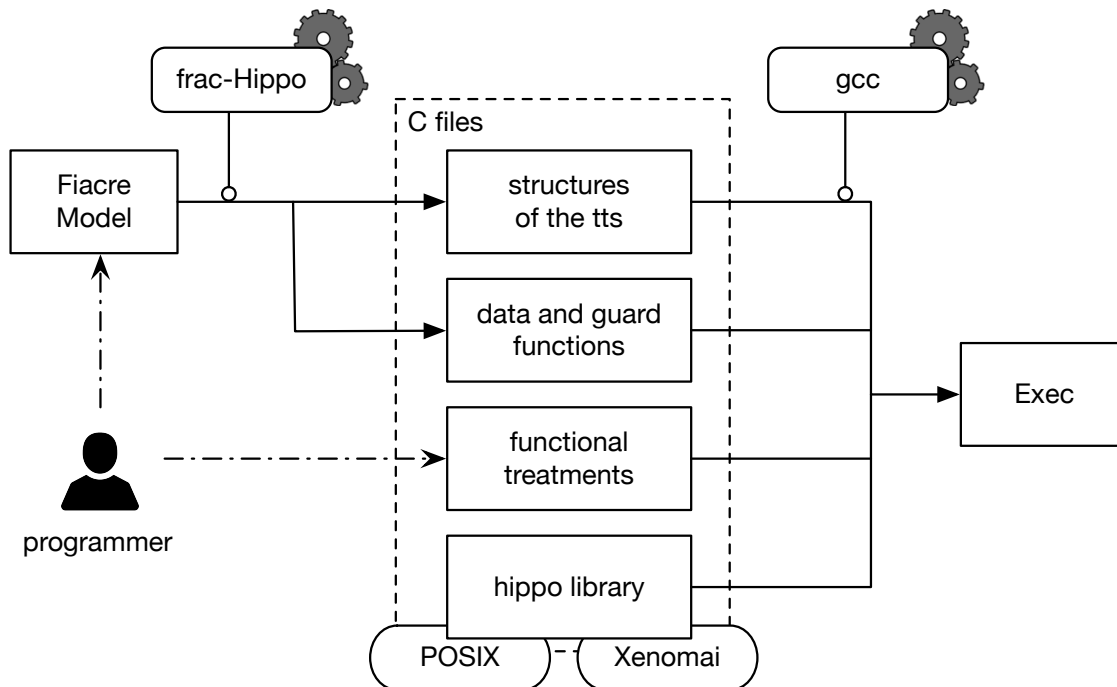 frac-Hippo
gcc
C files
Fiacre
Model
structures
of the tts
data and guard
functions
Exec
functional
treatments
programmer
hippo library
POSIX
Xenomai